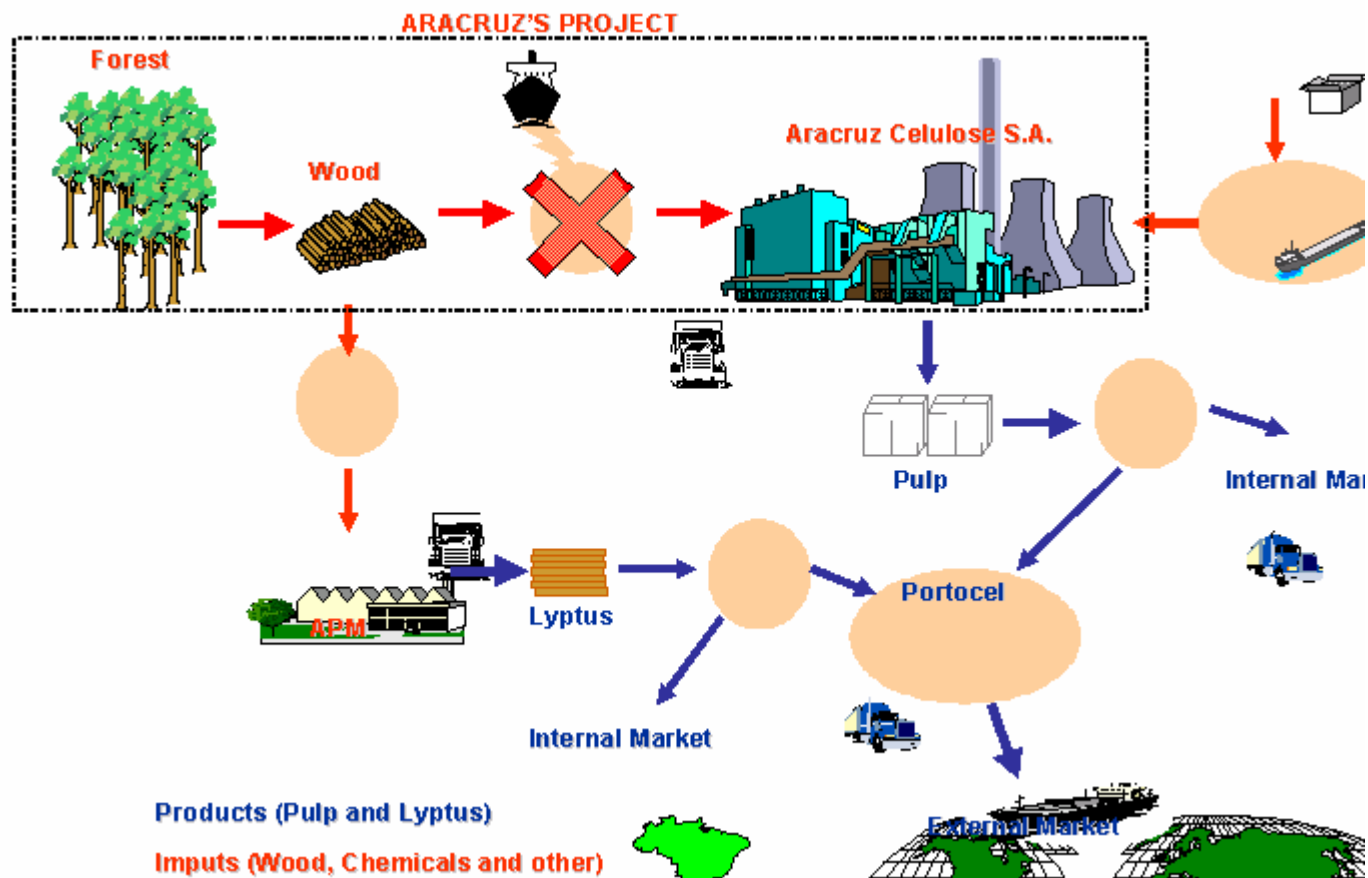 ARACRUZ'S PROJECT
Forest
Aracruz Celulose S.A.
Wood
Pulp
Internal Mar
Portocel
Lyptus
APM
Internal Market
Products (Pulp and Lyptus)
External Market
Imputs (Wood, Chemicals and other)